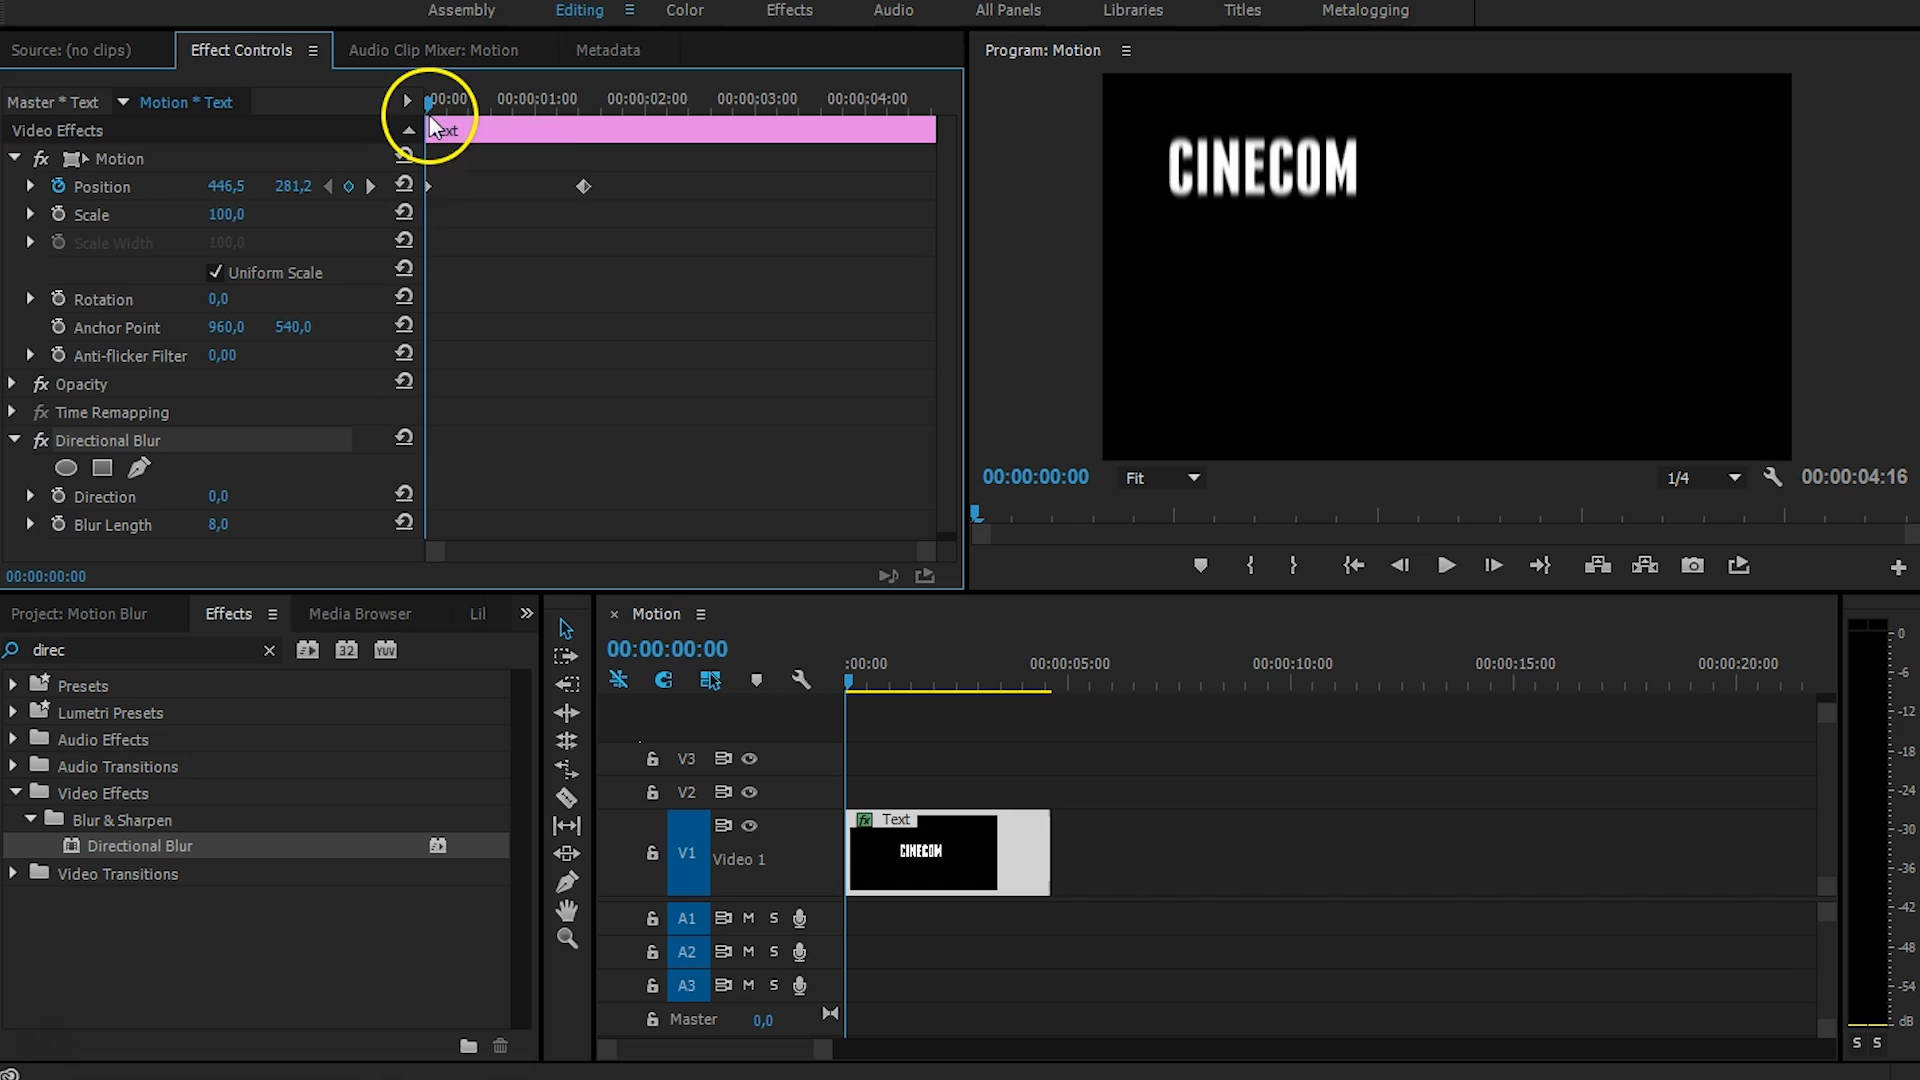 Assembly Editing Color Effects Audio All Panels Libraries Titles Metalogging
Source: (no clips) Effect Controls Audio Clip Mixer: Motion Metadata
Program: Motion
Master * Text Motion * Text
:00:00 00:00:01:00 00:00:02:00 00:00:03:00 00:00:04:00
Video Effects
fx Motion
Position 446,5 281,2
Scale 100,0
Scale Width 100,0
Uniform Scale
Rotation 0,0
Anchor Point 960,0 540,0
Anti-flicker Filter 0,00
fx Opacity
fx Time Remapping
fx Directional Blur
Direction 0,0
Blur Length 8,0
00:00:00:00
CINECOM
00:00:00:00 Fit 1/4 00:00:04:16
Project: Motion Blur Effects Media Browser Lil
direc
32 YUV
Presets
Lumetri Presets
Audio Effects
Audio Transitions
Video Effects
Blur & Sharpen
Directional Blur
Video Transitions
× Motion
00:00:00:00
:00:00 00:00:05:00 00:00:10:00 00:00:15:00 00:00:20:00
V3
V2
V1 Video 1
fx Text
CINECOM
A1 M S
A2 M S
A3 M S
Master 0,0
0
-6
-12
-18
-24
-30
-36
-42
-48
-54
dB
S S